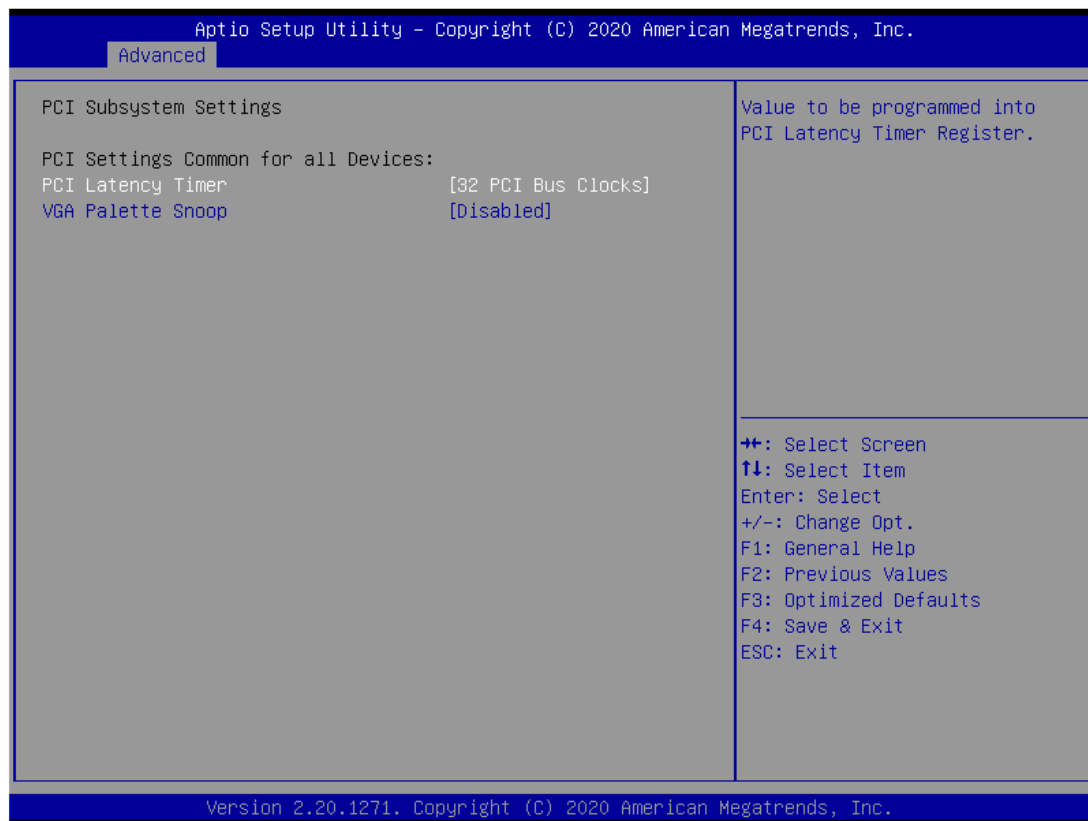 Aptio Setup Utility – Copyright (C) 2020 American Megatrends, Inc.
Advanced
PCI Subsystem Settings
PCI Settings Common for all Devices:
PCI Latency Timer [32 PCI Bus Clocks]
VGA Palette Snoop [Disabled]
Value to be programmed into
PCI Latency Timer Register.
→←: Select Screen
↑↓: Select Item
Enter: Select
+/-: Change Opt.
F1: General Help
F2: Previous Values
F3: Optimized Defaults
F4: Save & Exit
ESC: Exit
Version 2.20.1271. Copyright (C) 2020 American Megatrends, Inc.